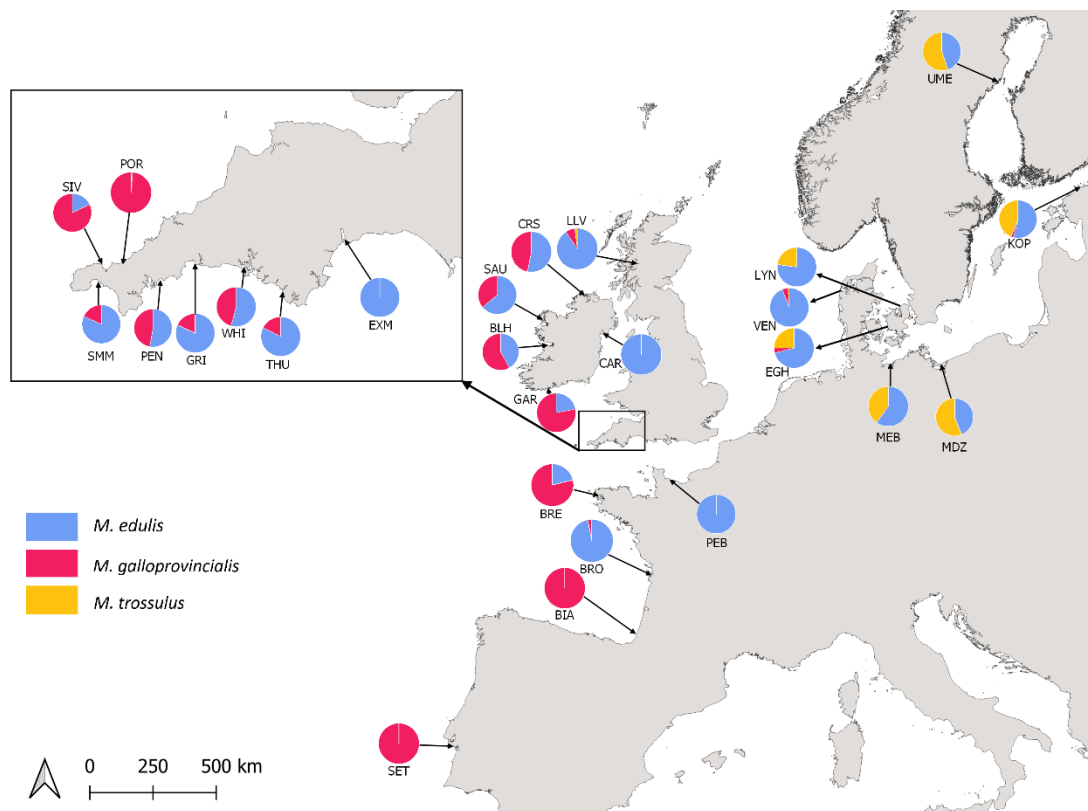 UME
POR
SIV
KOP
CRS
LLV
LYN
SAU
VEN
BLH
EXM
SMM
PEN
GRI
WHI
THU
CAR
EGH
GAR
MEB
MDZ
BRE
PEB
M. edulis
BRO
M. galloprovincialis
BIA
M. trossulus
SET
0 250 500 km